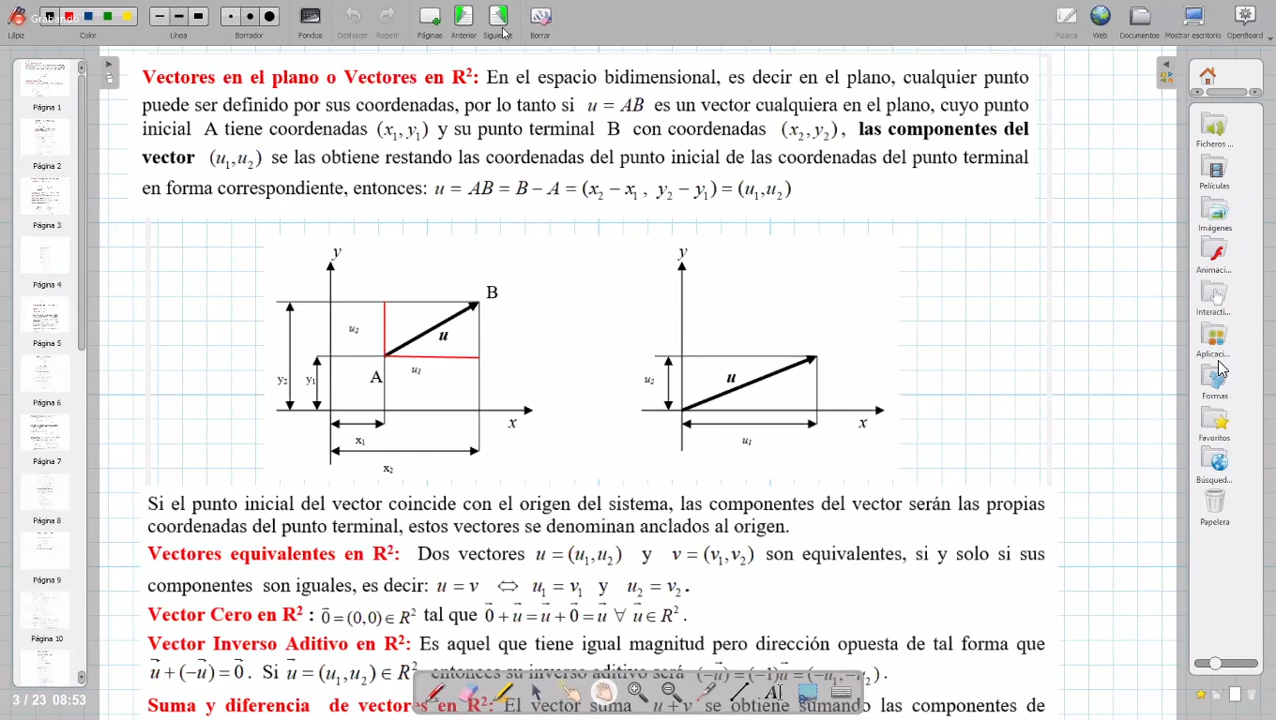 Grabando
Lápiz Línea Borrador Fondos Deshacer Repetir Páginas Anterior Borrar Pizarra Web Documentos Mostrar escritorio OpenBoard
Página 1
Página 2
Página 3
Página 4
Página 5
Página 6
Página 7
Página 8
Página 9
Página 10
3 / 23 08:53
Vectores en el plano o Vectores en R²: En el espacio bidimensional, es decir en el plano, cualquier punto
puede ser definido por sus coordenadas, por lo tanto si u = AB es un vector cualquiera en el plano, cuyo punto
inicial A tiene coordenadas (x₁, y₁) y su punto terminal B con coordenadas (x₂, y₂), las componentes del
vector (u₁, u₂) se las obtiene restando las coordenadas del punto inicial de las coordenadas del punto terminal
en forma correspondiente, entonces: u = AB = B − A = (x₂ − x₁ , y₂ − y₁) = (u₁, u₂)
y
B
u₂
u
A
u₁
y₂
y₁
x
x₁
x₂
y
u
u₂
x
u₁
Si el punto inicial del vector coincide con el origen del sistema, las componentes del vector serán las propias
coordenadas del punto terminal, estos vectores se denominan anclados al origen.
Vectores equivalentes en R²: Dos vectores u = (u₁, u₂) y v = (v₁, v₂) son equivalentes, si y solo si sus
componentes son iguales, es decir: u = v ⇔ u₁ = v₁ y u₂ = v₂.
Vector Cero en R² : 0⃗ = (0,0) ∈ R² tal que 0⃗ + u⃗ = u⃗ + 0⃗ = u⃗ ∀ u⃗ ∈ R².
Vector Inverso Aditivo en R²: Es aquel que tiene igual magnitud pero dirección opuesta de tal forma que
u⃗ + (−u⃗) = 0⃗. Si u⃗ = (u₁, u₂) ∈ R², entonces su inverso aditivo será (−u⃗) = (−1)u⃗ = (−u₁, −u₂).
Suma y diferencia de vectores en R²: El vector suma u + v se obtiene sumando las componentes de
Ficheros ...
Películas
Imágenes
Animaci...
Interacti...
Aplicaci...
Formas
Favoritos
Búsqued...
Papelera